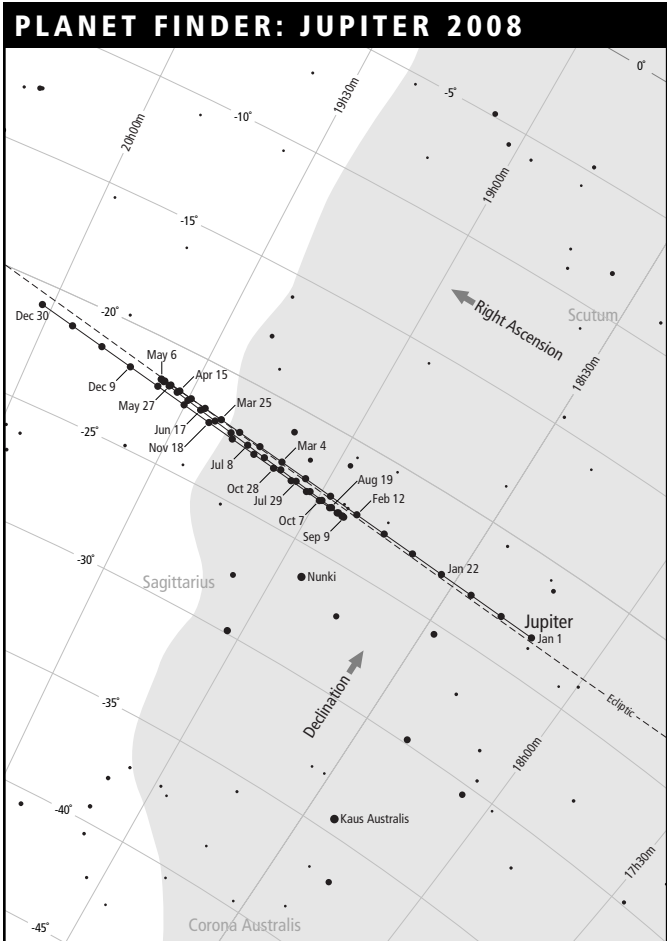 PLANET FINDER: JUPITER 2008
0°
-5°
19h30m
-10°
20h00m
19h00m
-15°
Right Ascension
Scutum
-20°
Dec 30
18h30m
May 6
Apr 15
Dec 9
May 27
Mar 25
Jun 17
-25°
Nov 18
Mar 4
Jul 8
Aug 19
Oct 28
Jul 29
Feb 12
Oct 7
Sep 9
-30°
Jan 22
Nunki
Sagittarius
Jupiter
Jan 1
Declination
-35°
Ecliptic
18h00m
-40°
Kaus Australis
17h30m
Corona Australis
-45°